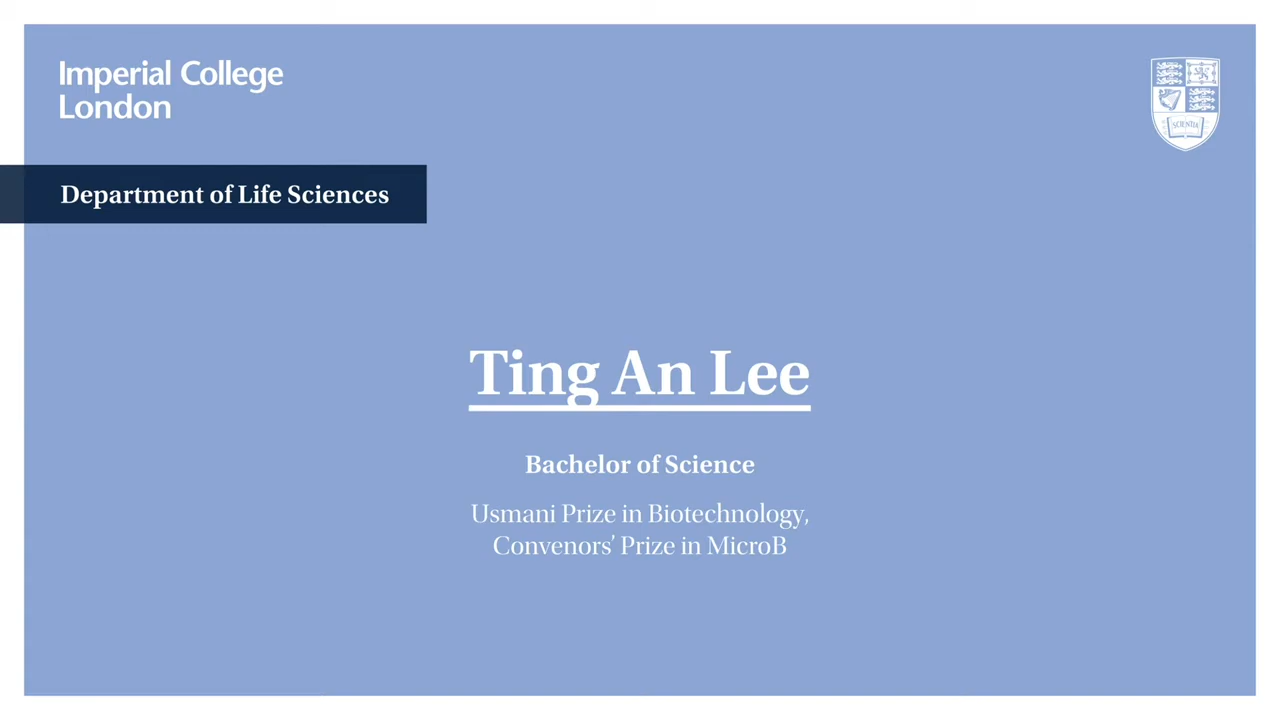 Imperial College
London
SCIENTIA
Department of Life Sciences
Ting An Lee
Bachelor of Science
Usmani Prize in Biotechnology,
Convenors’ Prize in MicroB